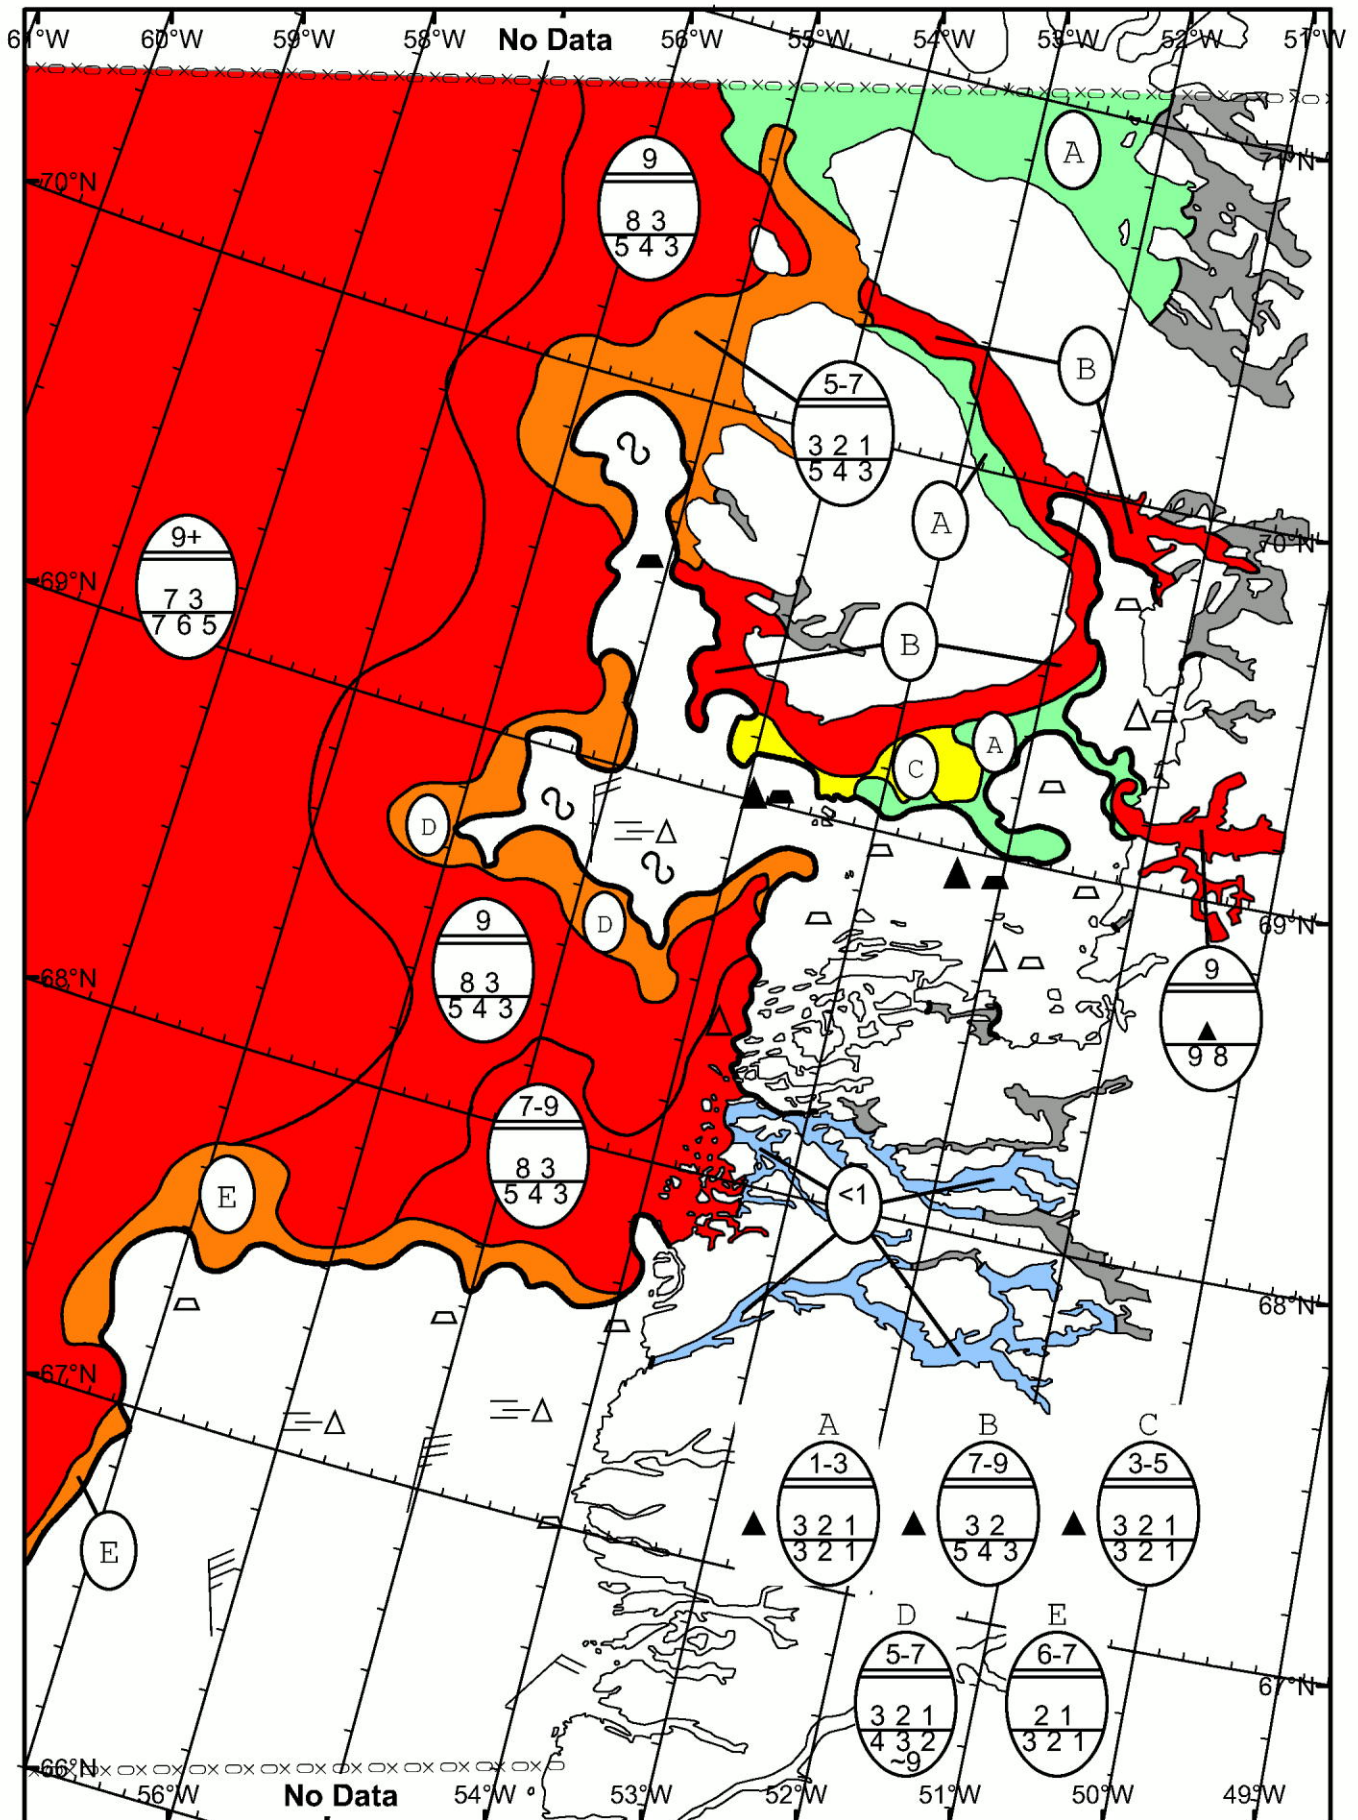 61°W 60°W 59°W 58°W No Data 56°W 55°W 54°W 53°W 52°W 51°W
A
71°N
9
8 3
5 4 3
70°N
B
5-7
3 2 1
5 4 3
A
70°N
9+
7 3
7 6 5
69°N
B
A
C
D
D
9
8 3
5 4 3
69°N
9
9 8
68°N
7-9
8 3
5 4 3
<1
E
68°N
67°N
A B C
1-3 7-9 3-5
3 2 1 3 2 3 2 1
3 2 1 5 4 3 3 2 1
E
D E
5-7 6-7
3 2 1 2 1
4 3 2 3 2 1
~9
67°N
66°N
56°W No Data 54°W 53°W 52°W 51°W 50°W 49°W